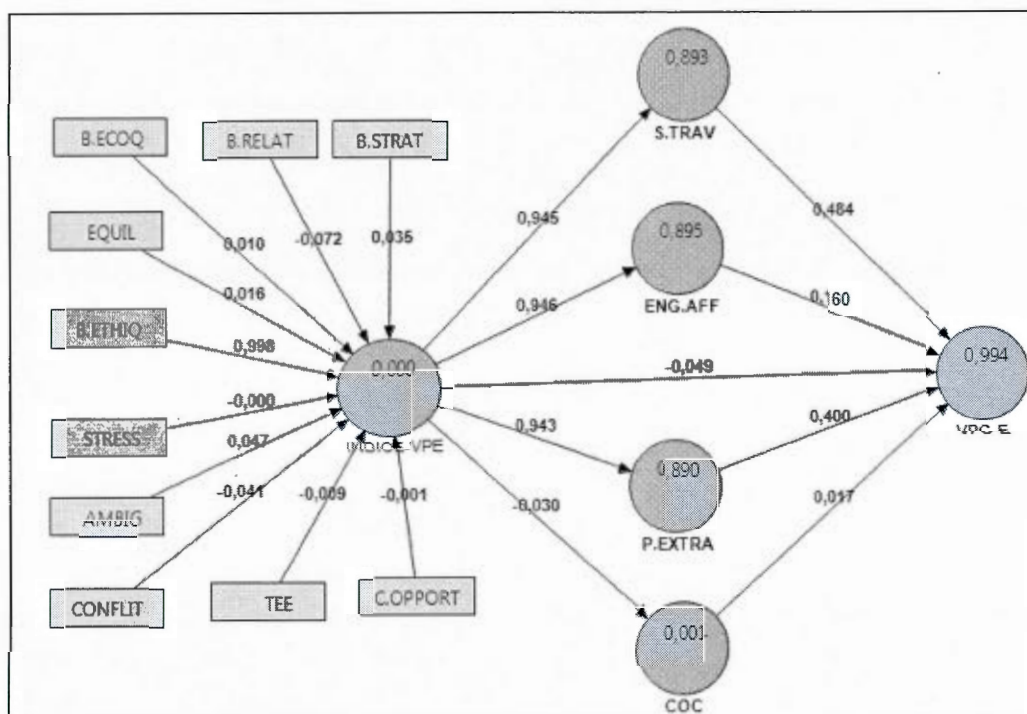 0,893
S.TRAV
B.ECOQ
B.RELAT
B.STRAT
0,945
0,484
EQUIL
0,010
-0,072
0,035
0,895
ENG.AFF
0,016
0,946
0,160
B.ETHIQ
0,998
0,000
-0,049
0,994
VPC E
-0,000
STRESS
0,943
0,400
0,047
0,890
AMBIG
-0,041
-0,009
-0,001
-0,030
0,017
P.EXTRA
CONFLIT
TEE
C.OPPORT
0,001
COC